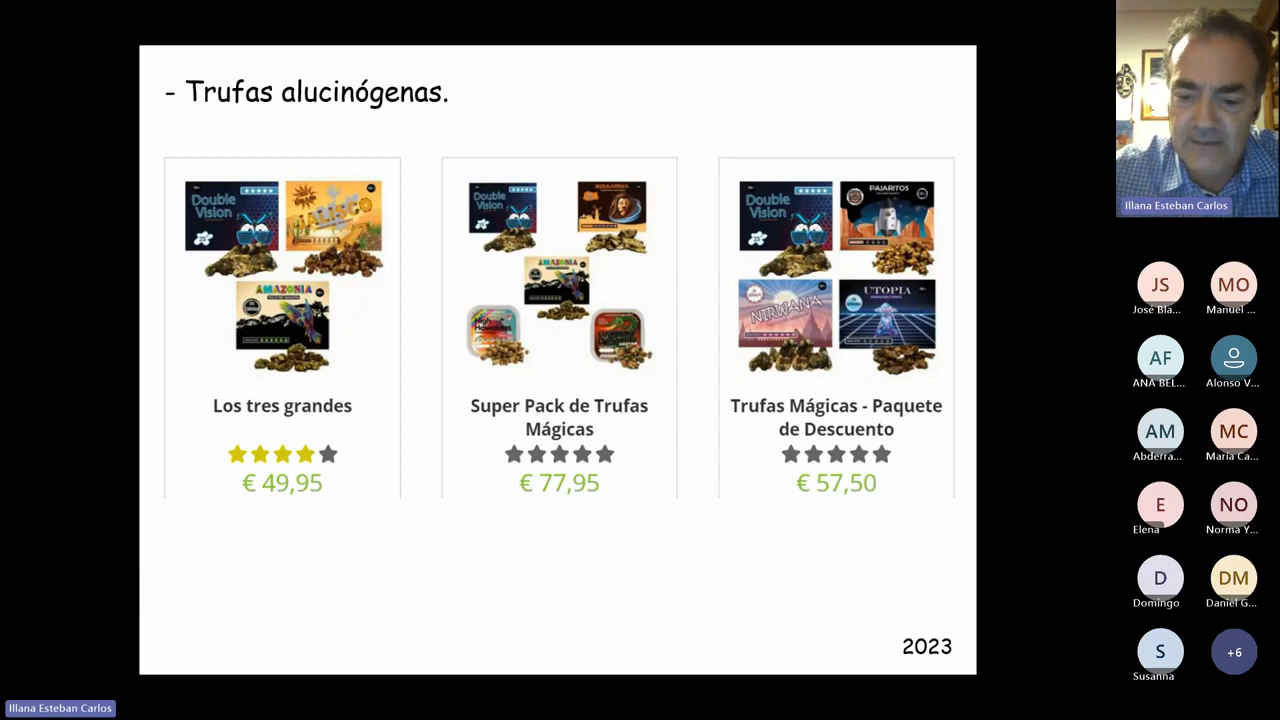 - Trufas alucinógenas.
Double Vision
AMAZONIA
Los tres grandes
€ 49,95
Double Vision
AMAZONIA
Super Pack de Trufas
Mágicas
€ 77,95
Double Vision
PAJARITOS
NIRWANA
UTOPIA
Trufas Mágicas - Paquete
de Descuento
€ 57,50
2023
Illana Esteban Carlos
JS
José Bla...
MO
Manuel ...
AF
ANA BEL...
Alonso V...
AM
Abderra...
MC
María Ca...
E
Elena
NO
Norma Y...
D
Domingo
DM
Daniel G...
S
Susanna
+6
Illana Esteban Carlos